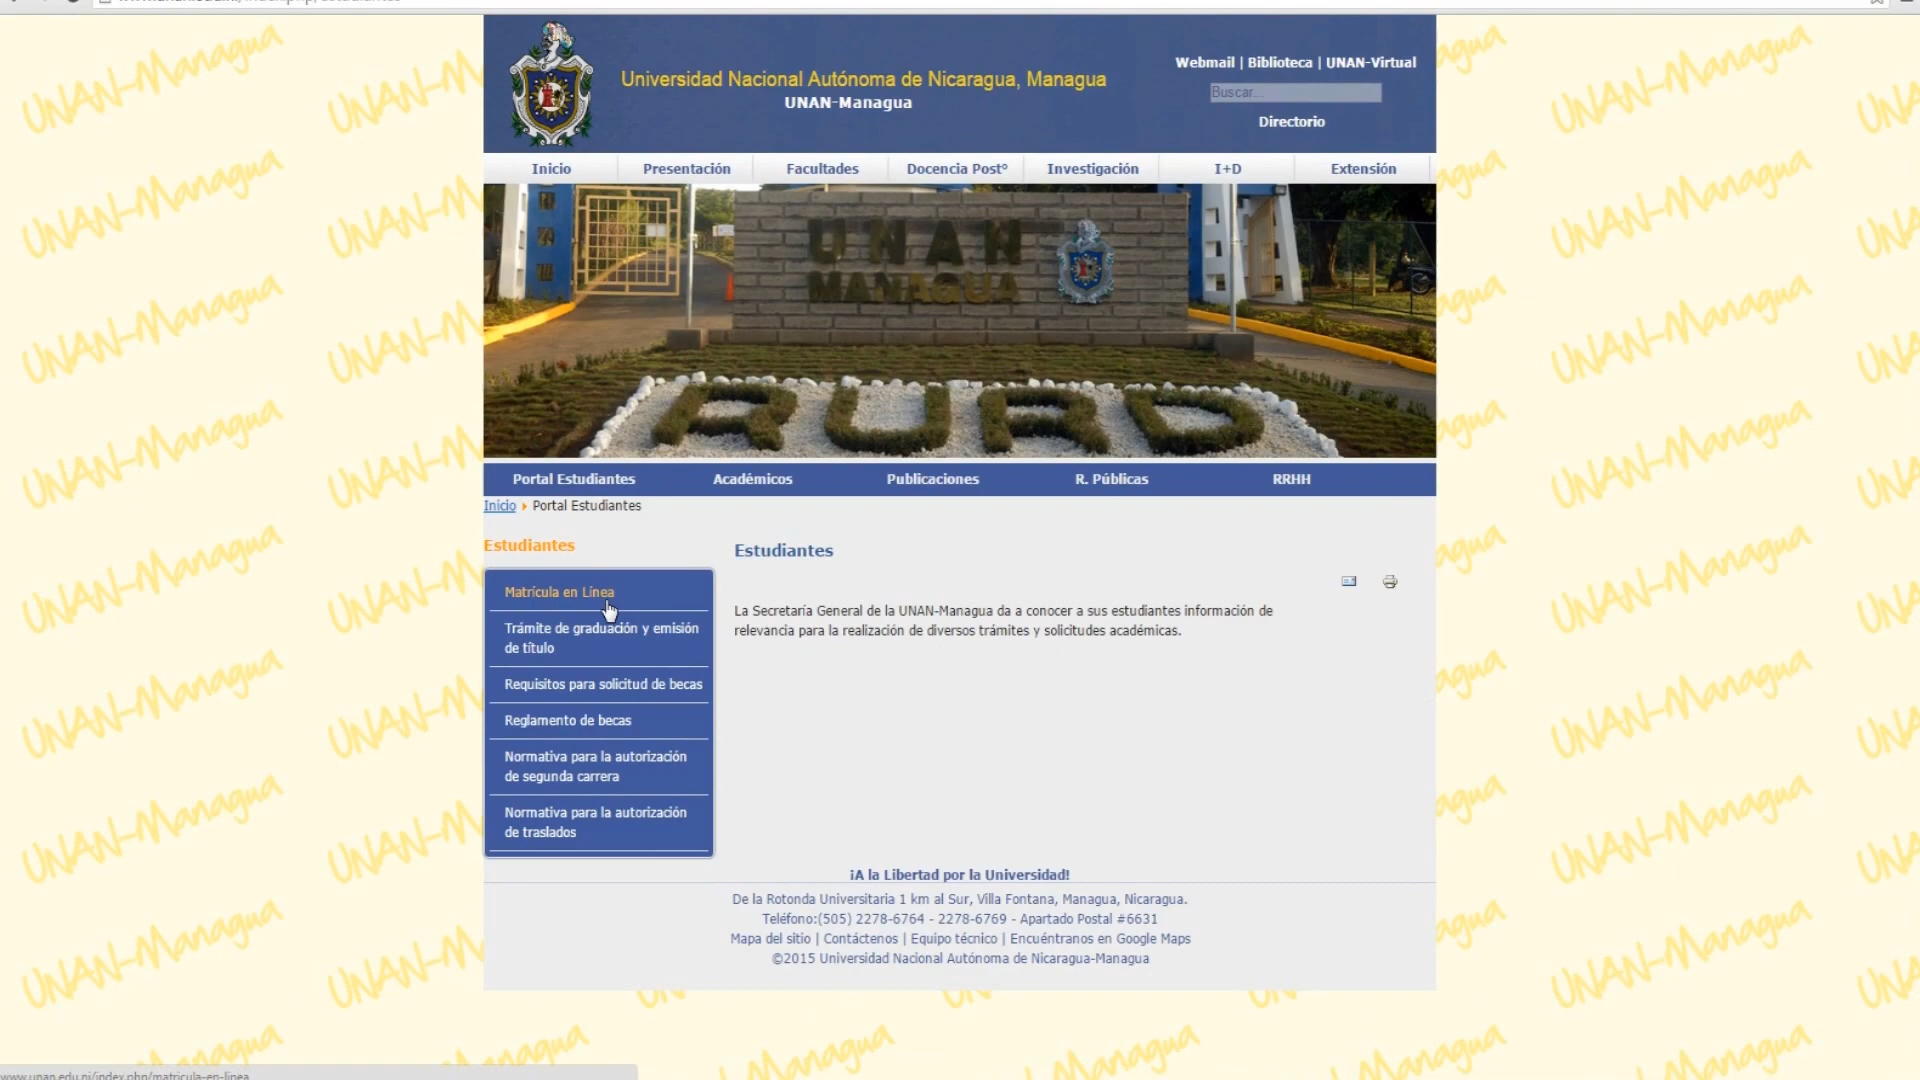 Universidad Nacional Autónoma de Nicaragua, Managua
UNAN-Managua
Webmail | Biblioteca | UNAN-Virtual
Buscar...
Directorio
Inicio
Presentación
Facultades
Docencia Post°
Investigación
I+D
Extensión
UNAN
MANAGUA
RURD
Portal Estudiantes
Académicos
Publicaciones
R. Públicas
RRHH
Inicio
Portal Estudiantes
Estudiantes
Matrícula en Línea
Trámite de graduación y emisión
de título
Requisitos para solicitud de becas
Reglamento de becas
Normativa para la autorización
de segunda carrera
Normativa para la autorización
de traslados
Estudiantes
La Secretaría General de la UNAN-Managua da a conocer a sus estudiantes información de
relevancia para la realización de diversos trámites y solicitudes académicas.
¡A la Libertad por la Universidad!
De la Rotonda Universitaria 1 km al Sur, Villa Fontana, Managua, Nicaragua.
Teléfono:(505) 2278-6764 - 2278-6769 - Apartado Postal #6631
Mapa del sitio | Contáctenos | Equipo técnico | Encuéntranos en Google Maps
©2015 Universidad Nacional Autónoma de Nicaragua-Managua
www.unan.edu.ni/index.php/matricula-en-linea
UNAN-Managua